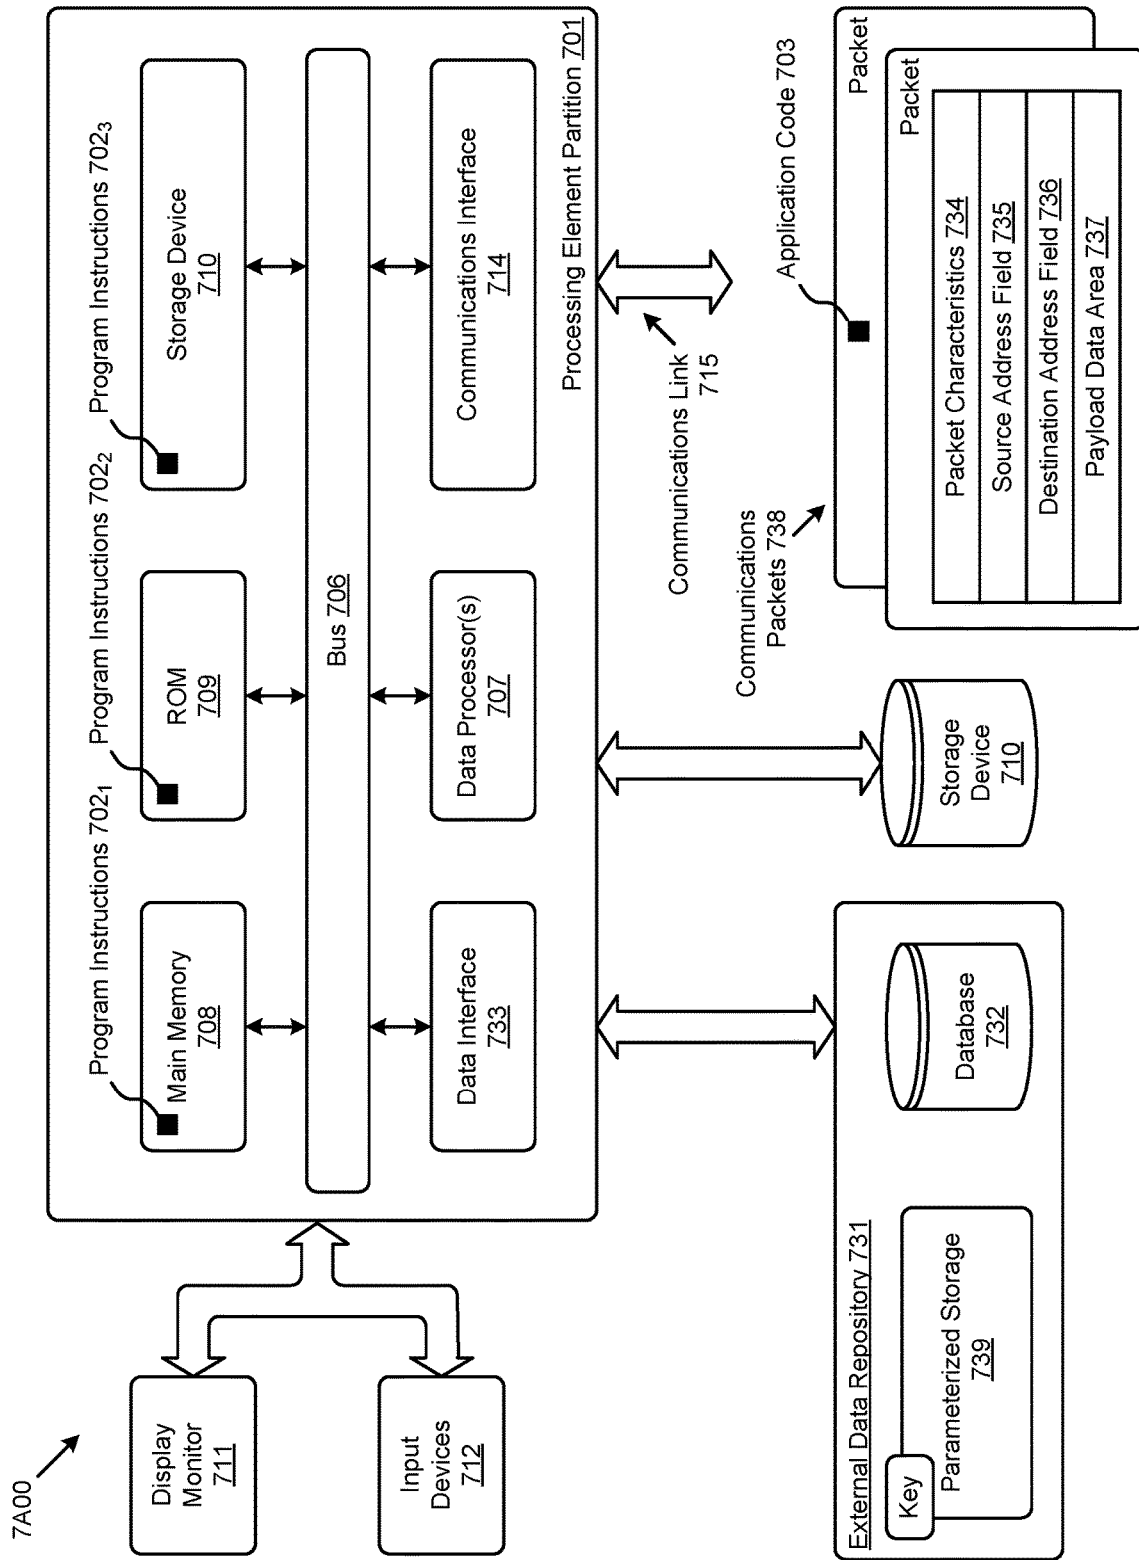 7A00
Display
Monitor
711
Input
Devices
712
Program Instructions 702₁
Program Instructions 702₂
Program Instructions 702₃
Main Memory
708
ROM
709
Storage Device
710
Bus 706
Data Interface
733
Data Processor(s)
707
Communications Interface
714
Processing Element Partition 701
Communications Link
715
External Data Repository 731
Key
Parameterized Storage
739
Database
732
Storage
Device
710
Communications
Packets 738
Application Code 703
Packet
Packet
Packet Characteristics 734
Source Address Field 735
Destination Address Field 736
Payload Data Area 737